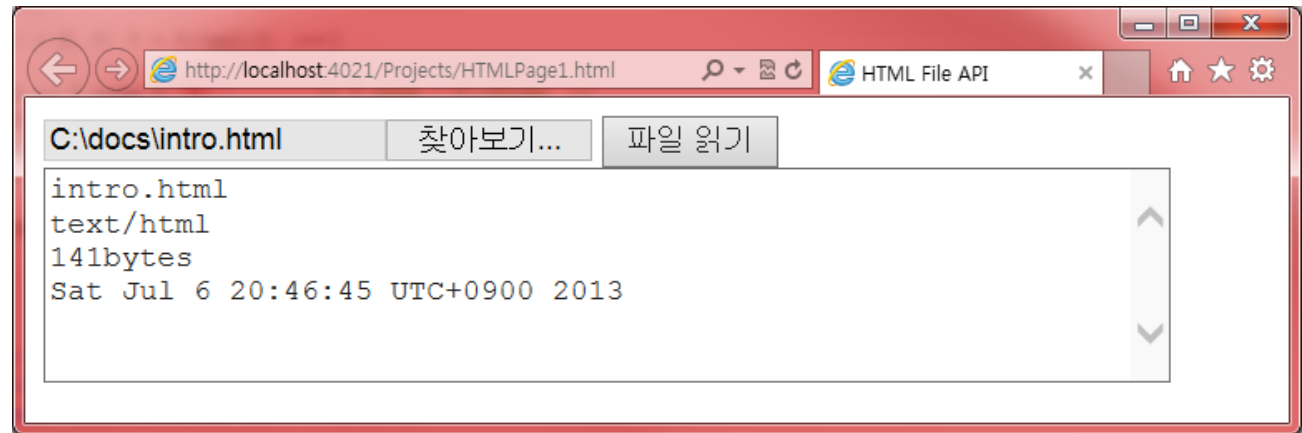 http://localhost:4021/Projects/HTMLPage1.html
HTML File API
C:\docs\intro.html 찾아보기... 파일 읽기
intro.html
text/html
141bytes
Sat Jul 6 20:46:45 UTC+0900 2013